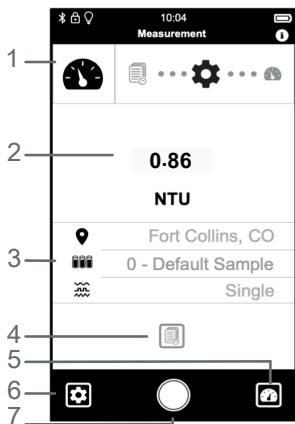 10:04
Measurement
1
2
0.86
NTU
3
Fort Collins, CO
0 - Default Sample
Single
4
5
6
7